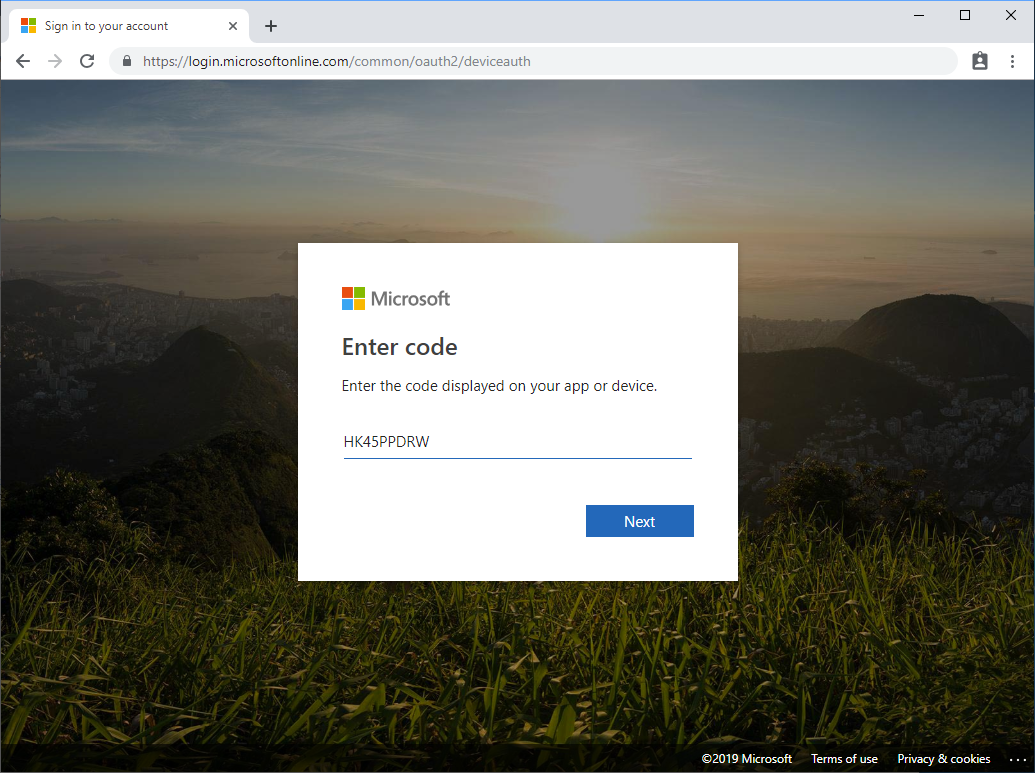 Sign in to your account
https://login.microsoftonline.com/common/oauth2/deviceauth
Microsoft
Enter code
Enter the code displayed on your app or device.
HK45PPDRW
Next
©2019 Microsoft Terms of use Privacy & cookies ...